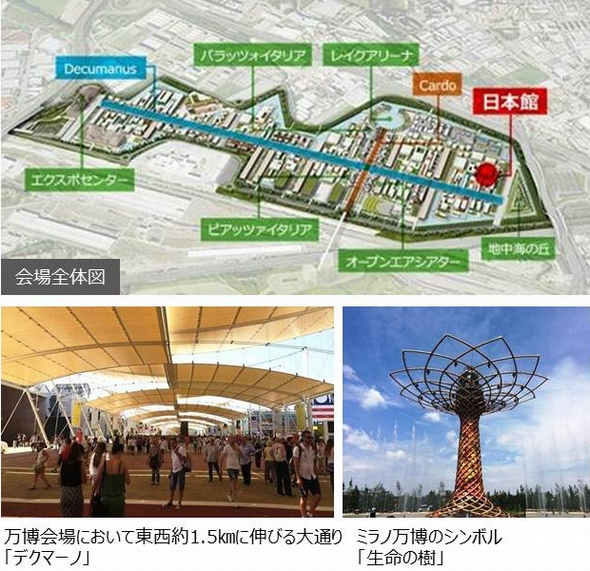 パラッツォイタリア
レイクアリーナ
Decumanus
Cardo
日本館
エクスポセンター
ピアッツァイタリア
オープンエアシアター
地中海の丘
会場全体図
万博会場において東西約1.5kmに伸びる大通り
「デクマーノ」
ミラノ万博のシンボル
「生命の樹」